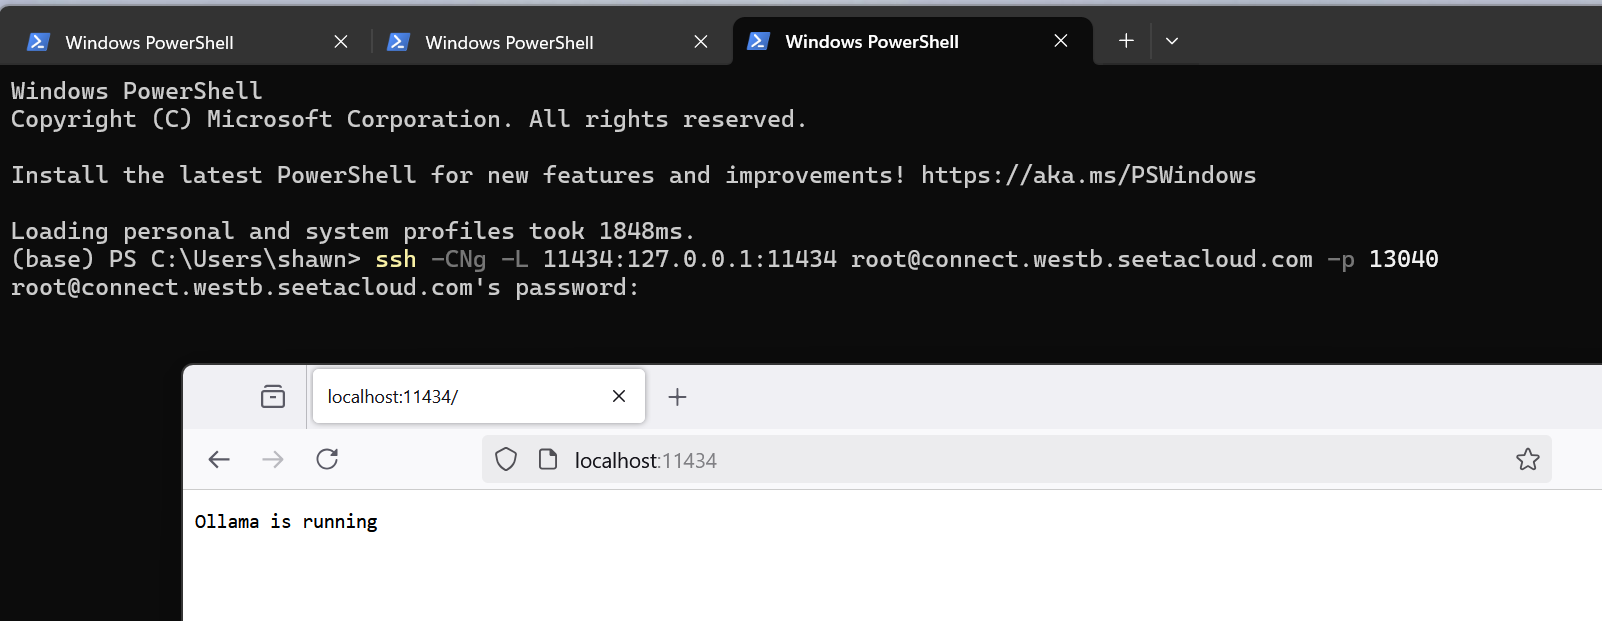 Windows PowerShell
Windows PowerShell
Windows PowerShell
Windows PowerShell
Copyright (C) Microsoft Corporation. All rights reserved.
Install the latest PowerShell for new features and improvements! https://aka.ms/PSWindows
Loading personal and system profiles took 1848ms.
(base) PS C:\Users\shawn> ssh -CNg -L 11434:127.0.0.1:11434 root@connect.westb.seetacloud.com -p 13040
root@connect.westb.seetacloud.com's password:
localhost:11434/
localhost:11434
Ollama is running